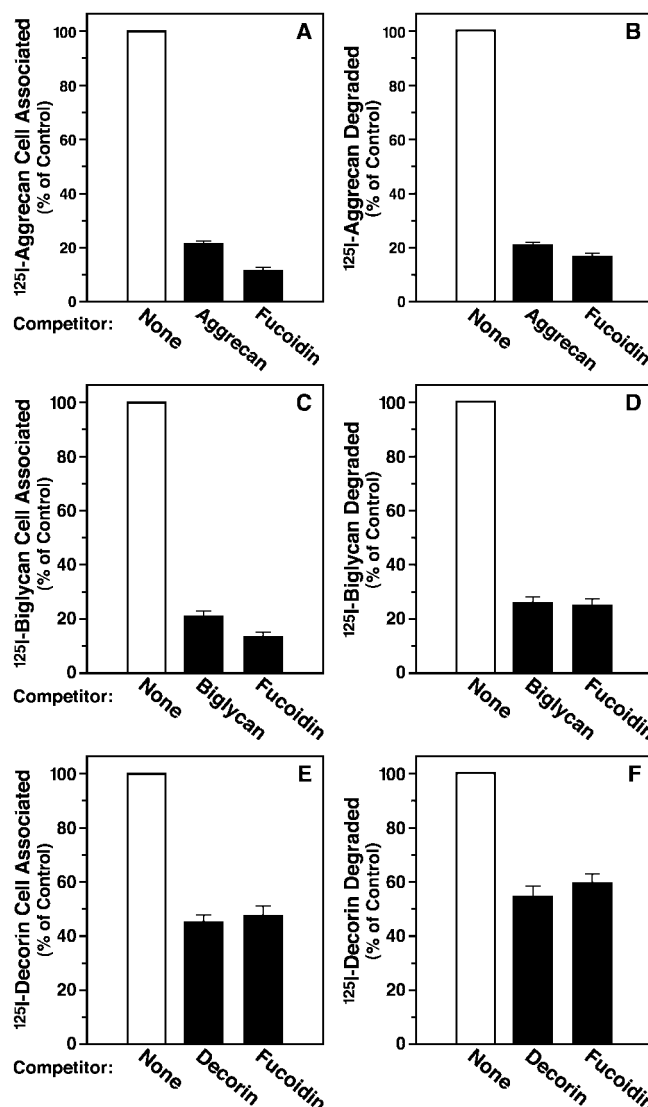 A
¹²⁵I-Aggrecan Cell Associated
(% of Control)
100
80
60
40
20
0
Competitor:
None
Aggrecan
Fucoidin
B
¹²⁵I-Aggrecan Degraded
(% of Control)
100
80
60
40
20
0
None
Aggrecan
Fucoidin
C
¹²⁵I-Biglycan Cell Associated
(% of Control)
100
80
60
40
20
0
Competitor:
None
Biglycan
Fucoidin
D
¹²⁵I-Biglycan Degraded
(% of Control)
100
80
60
40
20
0
None
Biglycan
Fucoidin
E
¹²⁵I-Decorin Cell Associated
(% of Control)
100
80
60
40
20
0
Competitor:
None
Decorin
Fucoidin
F
¹²⁵I-Decorin Degraded
(% of Control)
100
80
60
40
20
0
None
Decorin
Fucoidin